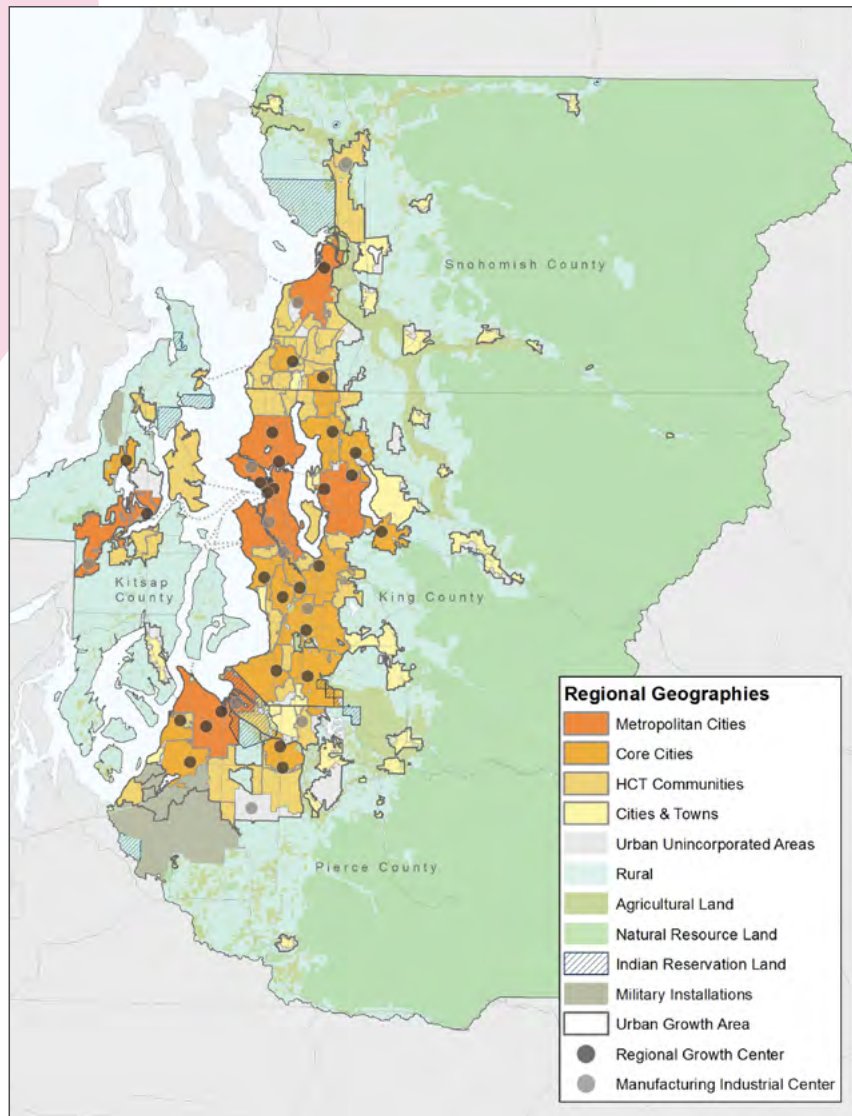 Snohomish County
Kitsap
County
King County
Pierce County
Regional Geographies
Metropolitan Cities
Core Cities
HCT Communities
Cities & Towns
Urban Unincorporated Areas
Rural
Agricultural Land
Natural Resource Land
Indian Reservation Land
Military Installations
Urban Growth Area
Regional Growth Center
Manufacturing Industrial Center